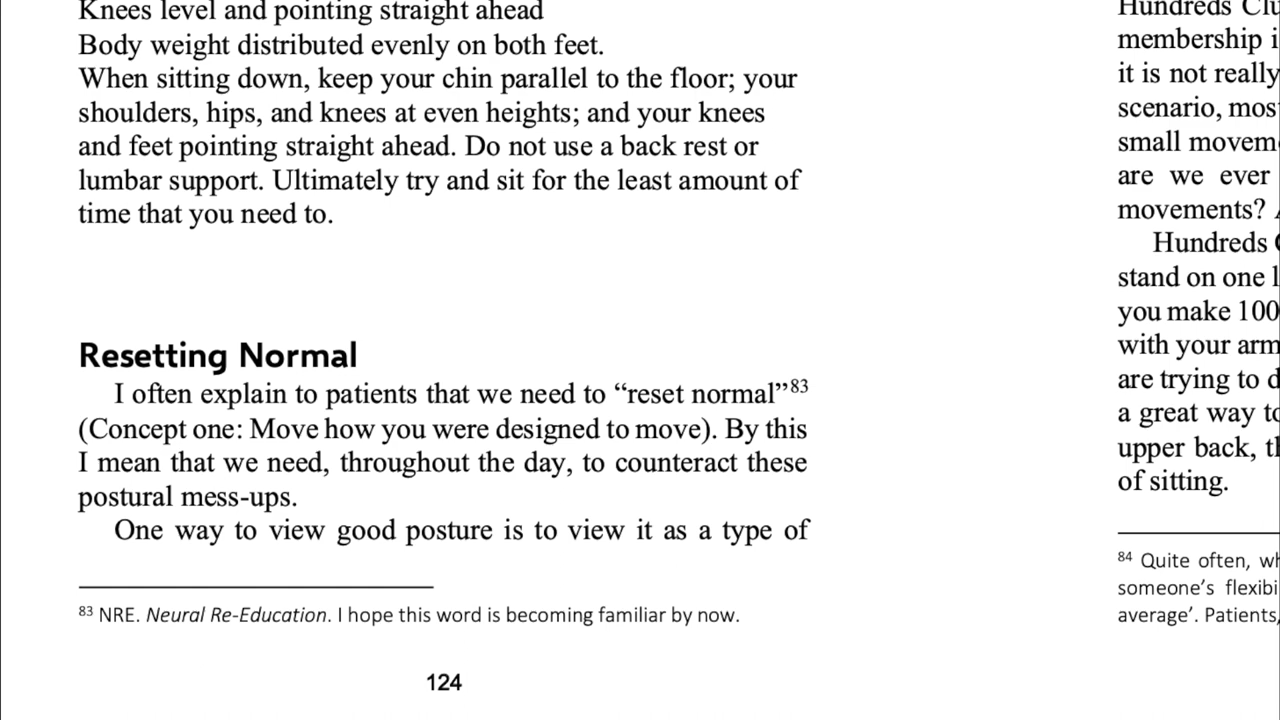 Knees level and pointing straight ahead
Body weight distributed evenly on both feet.
When sitting down, keep your chin parallel to the floor; your
shoulders, hips, and knees at even heights; and your knees
and feet pointing straight ahead. Do not use a back rest or
lumbar support. Ultimately try and sit for the least amount of
time that you need to.
Resetting Normal
I often explain to patients that we need to “reset normal”83
(Concept one: Move how you were designed to move). By this
I mean that we need, throughout the day, to counteract these
postural mess-ups.
One way to view good posture is to view it as a type of
83 NRE. Neural Re-Education. I hope this word is becoming familiar by now.
124
Hundreds
membership
it is not really
scenario,
small
are we ever
movements?
Hundreds
stand on one
you make 100
with your
are trying to
a great way
upper back,
of sitting.
84 Quite often,
someone’s
average’. Patients,